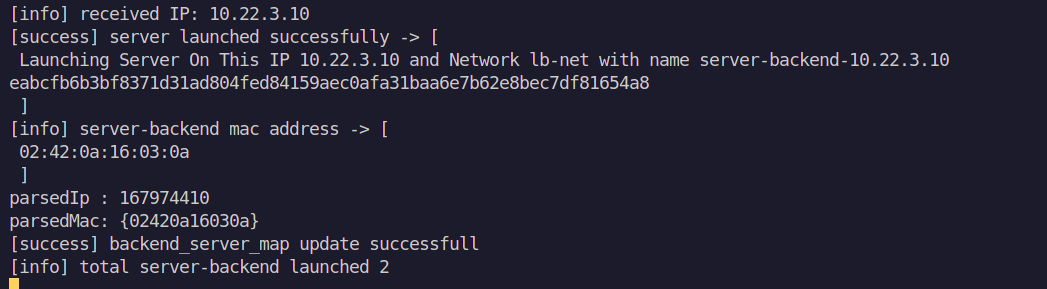 [info] received IP: 10.22.3.10
[success] server launched successfully -> [
 Launching Server On This IP 10.22.3.10 and Network lb-net with name server-backend-10.22.3.10
eabcfb6b3bf8371d31ad804fed84159aec0afa31baa6e7b62e8bec7df81654a8
 ]
[info] server-backend mac address -> [
 02:42:0a:16:03:0a
 ]
parsedIp : 167974410
parsedMac: {02420a16030a}
[success] backend_server_map update successfull
[info] total server-backend launched 2